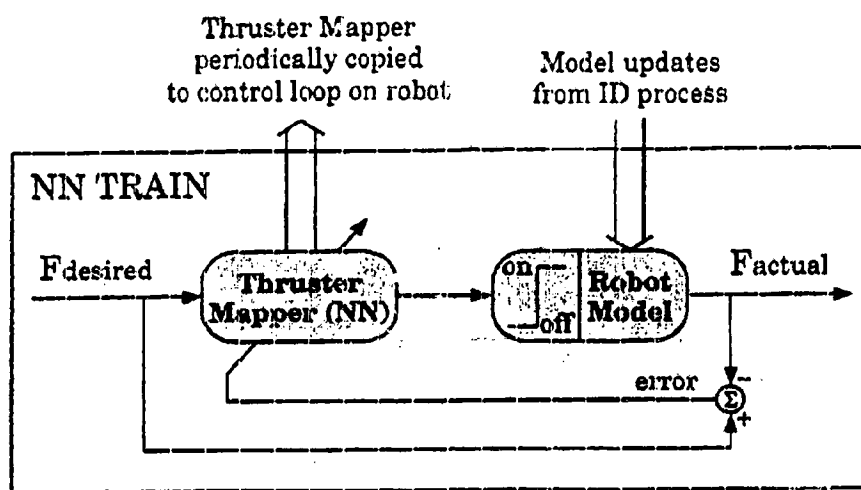 Thruster Mapper
periodically copied
to control loop on robot
Model updates
from ID process
NN TRAIN
Fdesired
Thruster
Mapper (NN)
on
off
Robot
Model
Factual
error
-
Σ
+